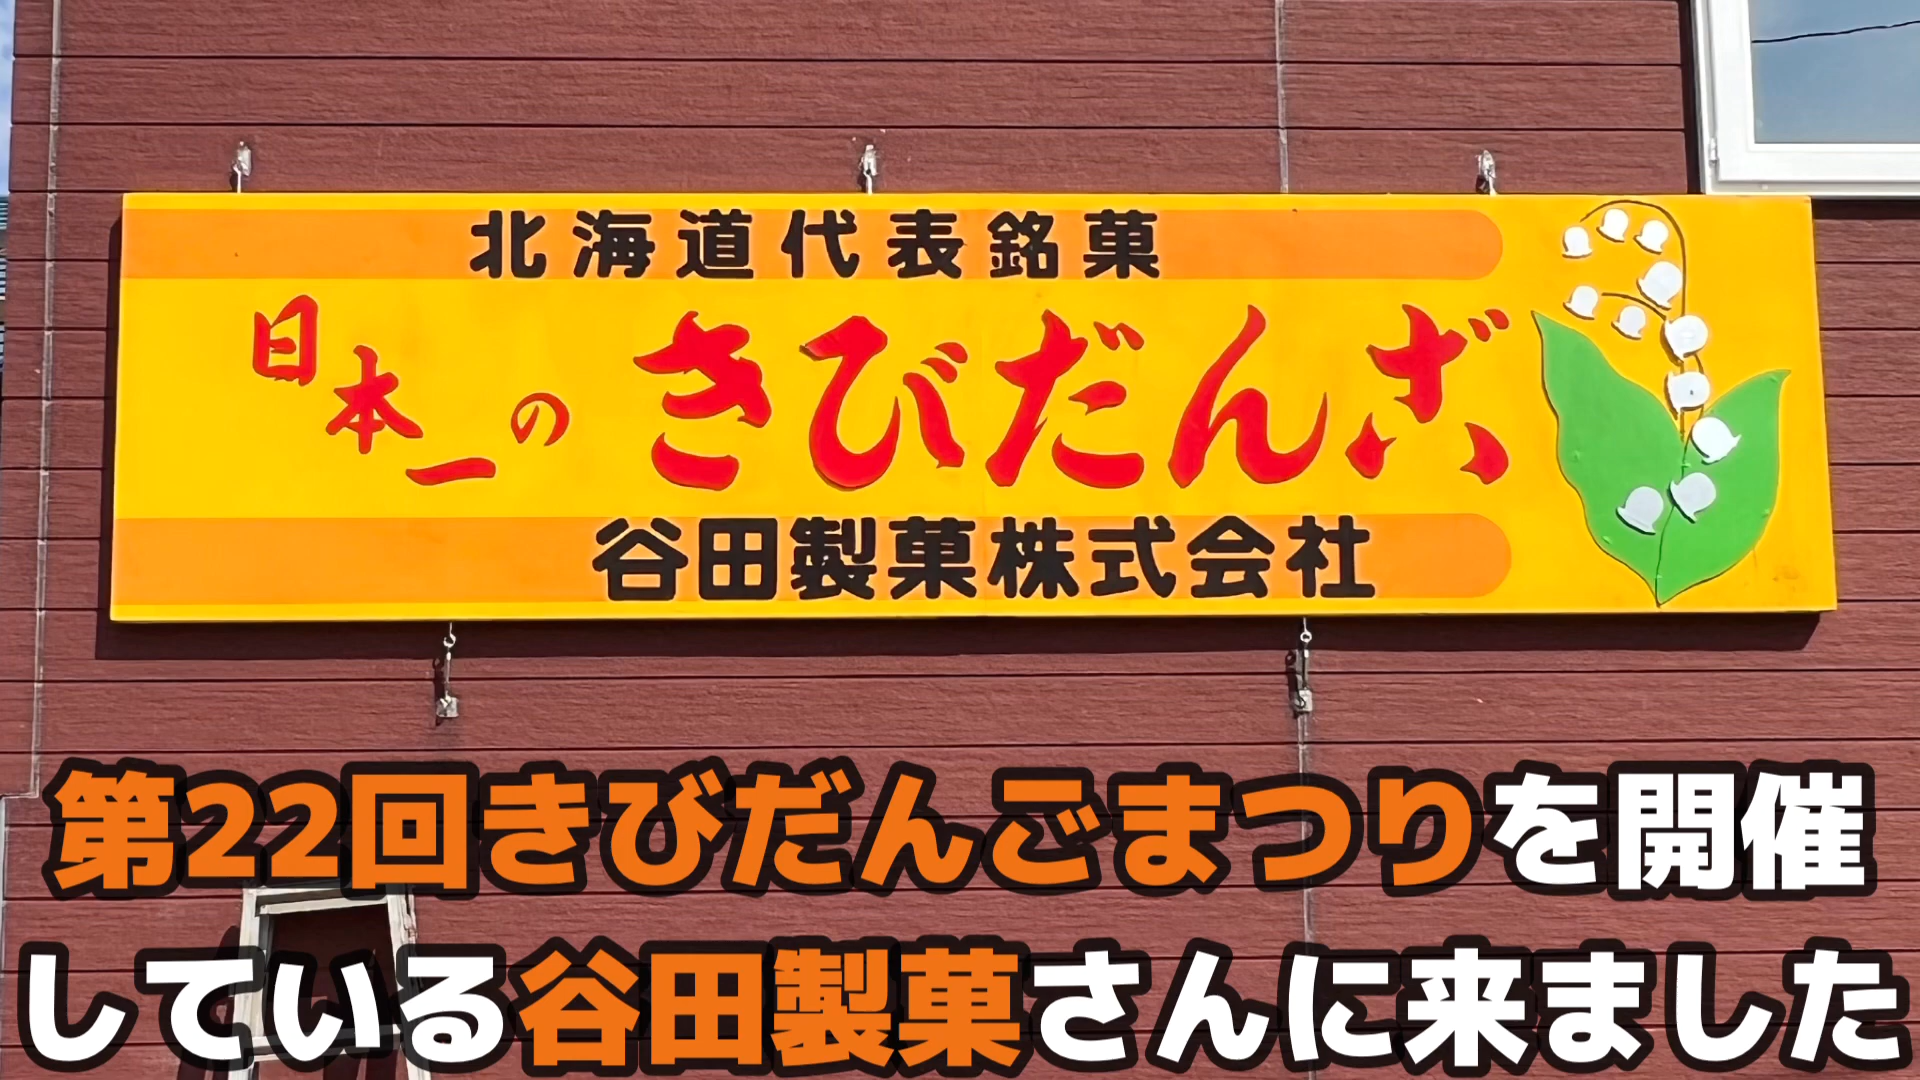 北海道代表銘菓
日本一のきびだんご
谷田製菓株式会社
第22回きびだんごまつりを開催
している谷田製菓さんに来ました